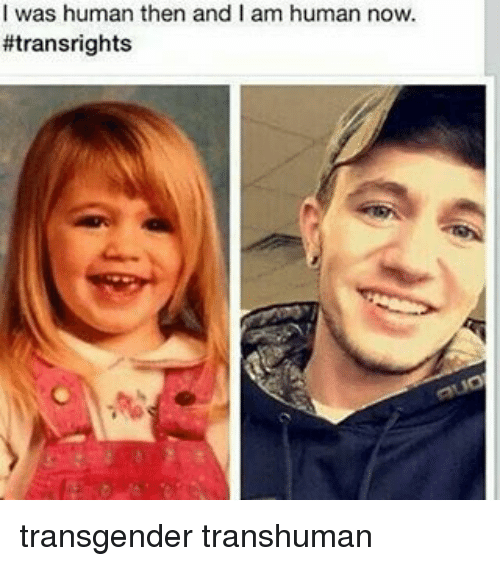 I was human then and I am human now.
#transrights
transgender transhuman